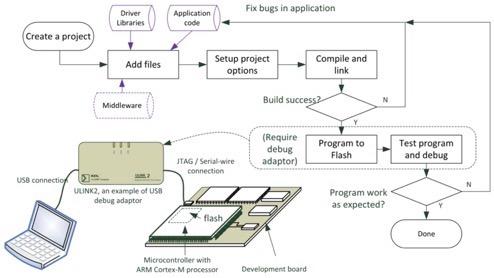 Driver
Libraries
Application
code
Fix bugs in application
Create a project
Add files
Setup project
options
Compile and
link
Middleware
Build success?
N
Y
(Require
debug
adaptor)
Program to
Flash
Test program
and debug
JTAG / Serial-wire
connection
USB connection
ULINK2, an example of USB
debug adaptor
Program work
as expected?
N
Y
flash
Microcontroller with
ARM Cortex-M processor
Development board
Done